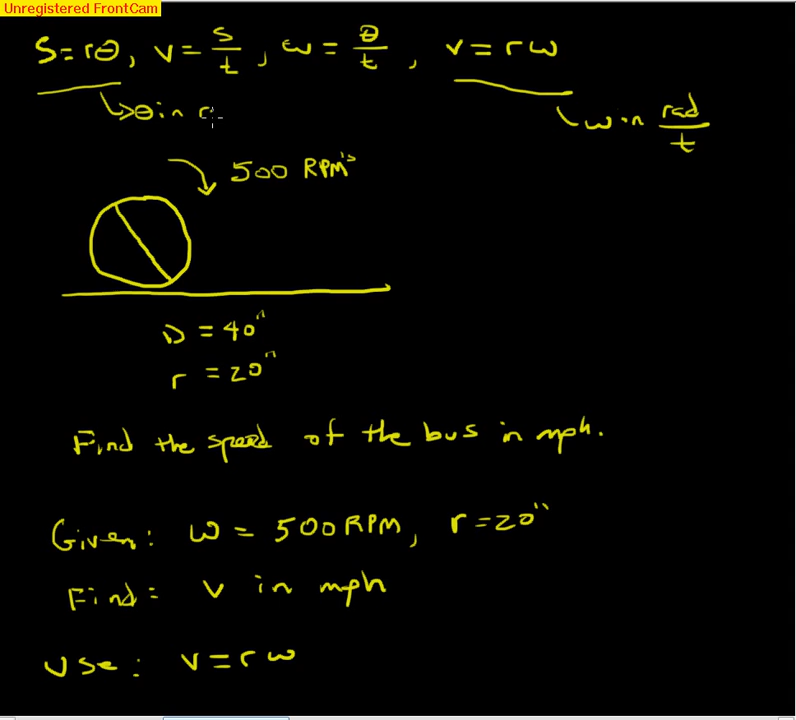 Unregistered FrontCam
S=rθ, v = s/t, ω = θ/t, v = rω
θ in r
ω in rad/t
500 RPM's
D = 40"
r = 20"
Find the speed of the bus in mph.
Given: ω = 500 RPM, r = 20"
Find: v in mph
Use: v = rω